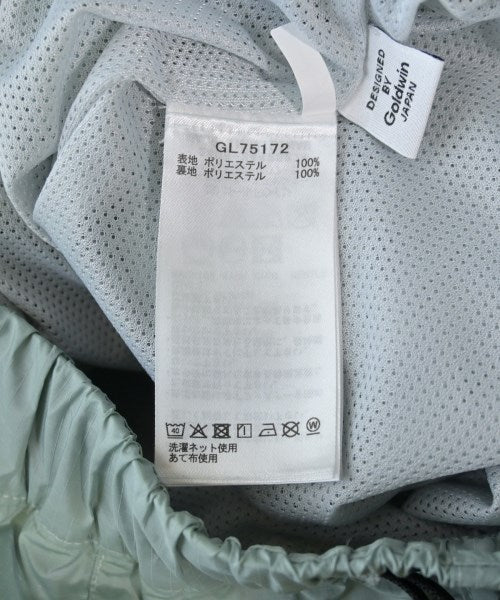 DESIGNED
BY
Goldwin
JAPAN
GL75172
表地 ポリエステル 100%
裏地 ポリエステル 100%
40
W
洗濯ネット使用
あて布使用